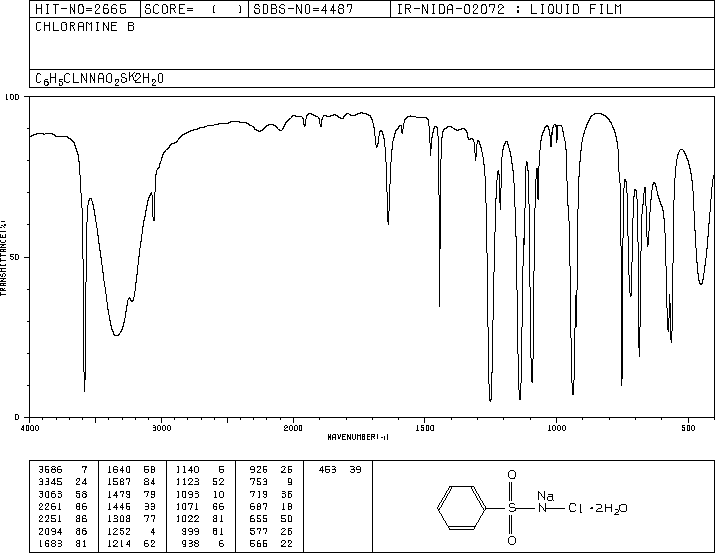 HIT-NO=2665 SCORE= ( ) SDBS-NO=4487 IR-NIDA-02072 : LIQUID FILM
CHLORAMINE B
C6H5CLNNAO2S 2H2O
100
50
0
TRANSMITTANCE(%)
4000 3000 2000 1500 1000 500
WAVENUMBER(-1)
3586 7 1640 58 1140 5 926 26 453 39
3345 24 1587 84 1123 52 753 9
3063 58 1479 79 1093 10 719 36
2261 86 1446 33 1071 66 687 18
2251 86 1308 77 1022 81 655 50
2094 86 1252 4 999 81 577 26
1683 81 1214 62 938 6 566 22
O
Na
S N Cl ·2H2O
O